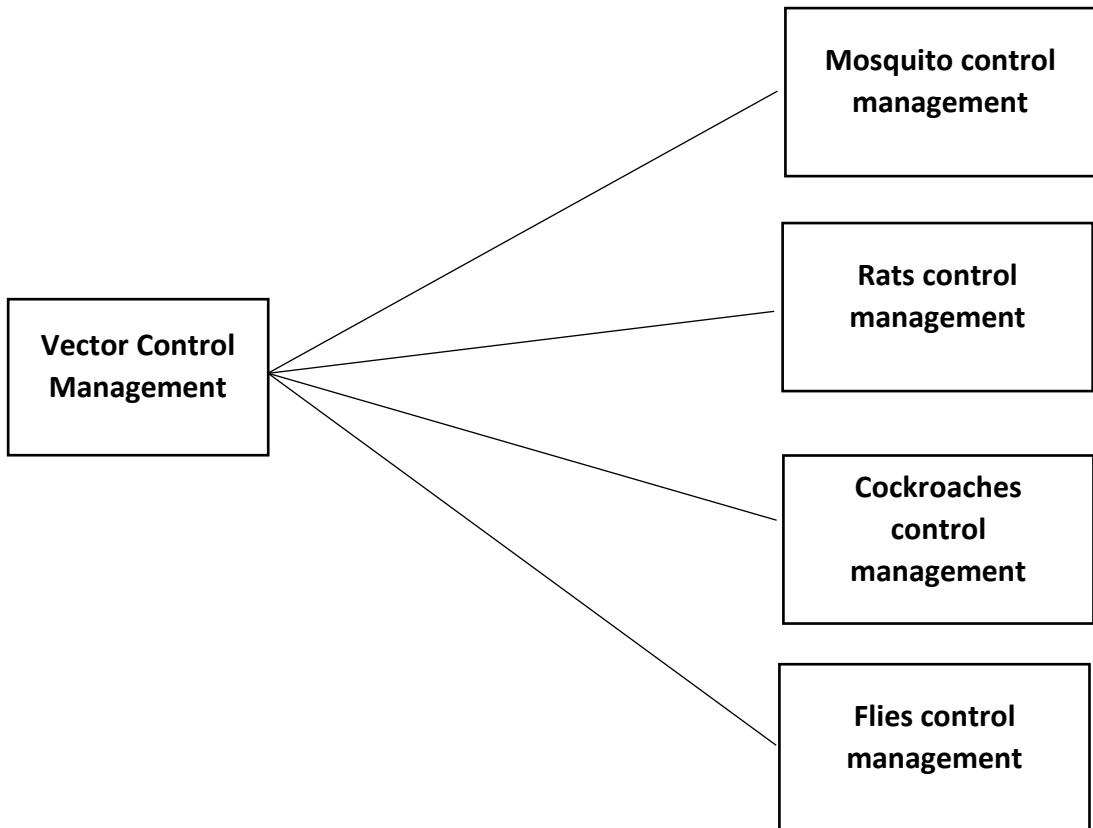 Mosquito control
management
Rats control
management
Vector Control
Management
Cockroaches
control
management
Flies control
management